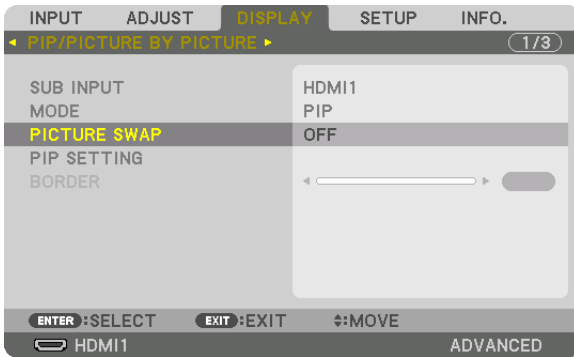 INPUT ADJUST DISPLAY SETUP INFO.
PIP/PICTURE BY PICTURE 1/3
SUB INPUT HDMI1
MODE PIP
PICTURE SWAP OFF
PIP SETTING
BORDER
ENTER :SELECT EXIT :EXIT :MOVE
HDMI1 ADVANCED